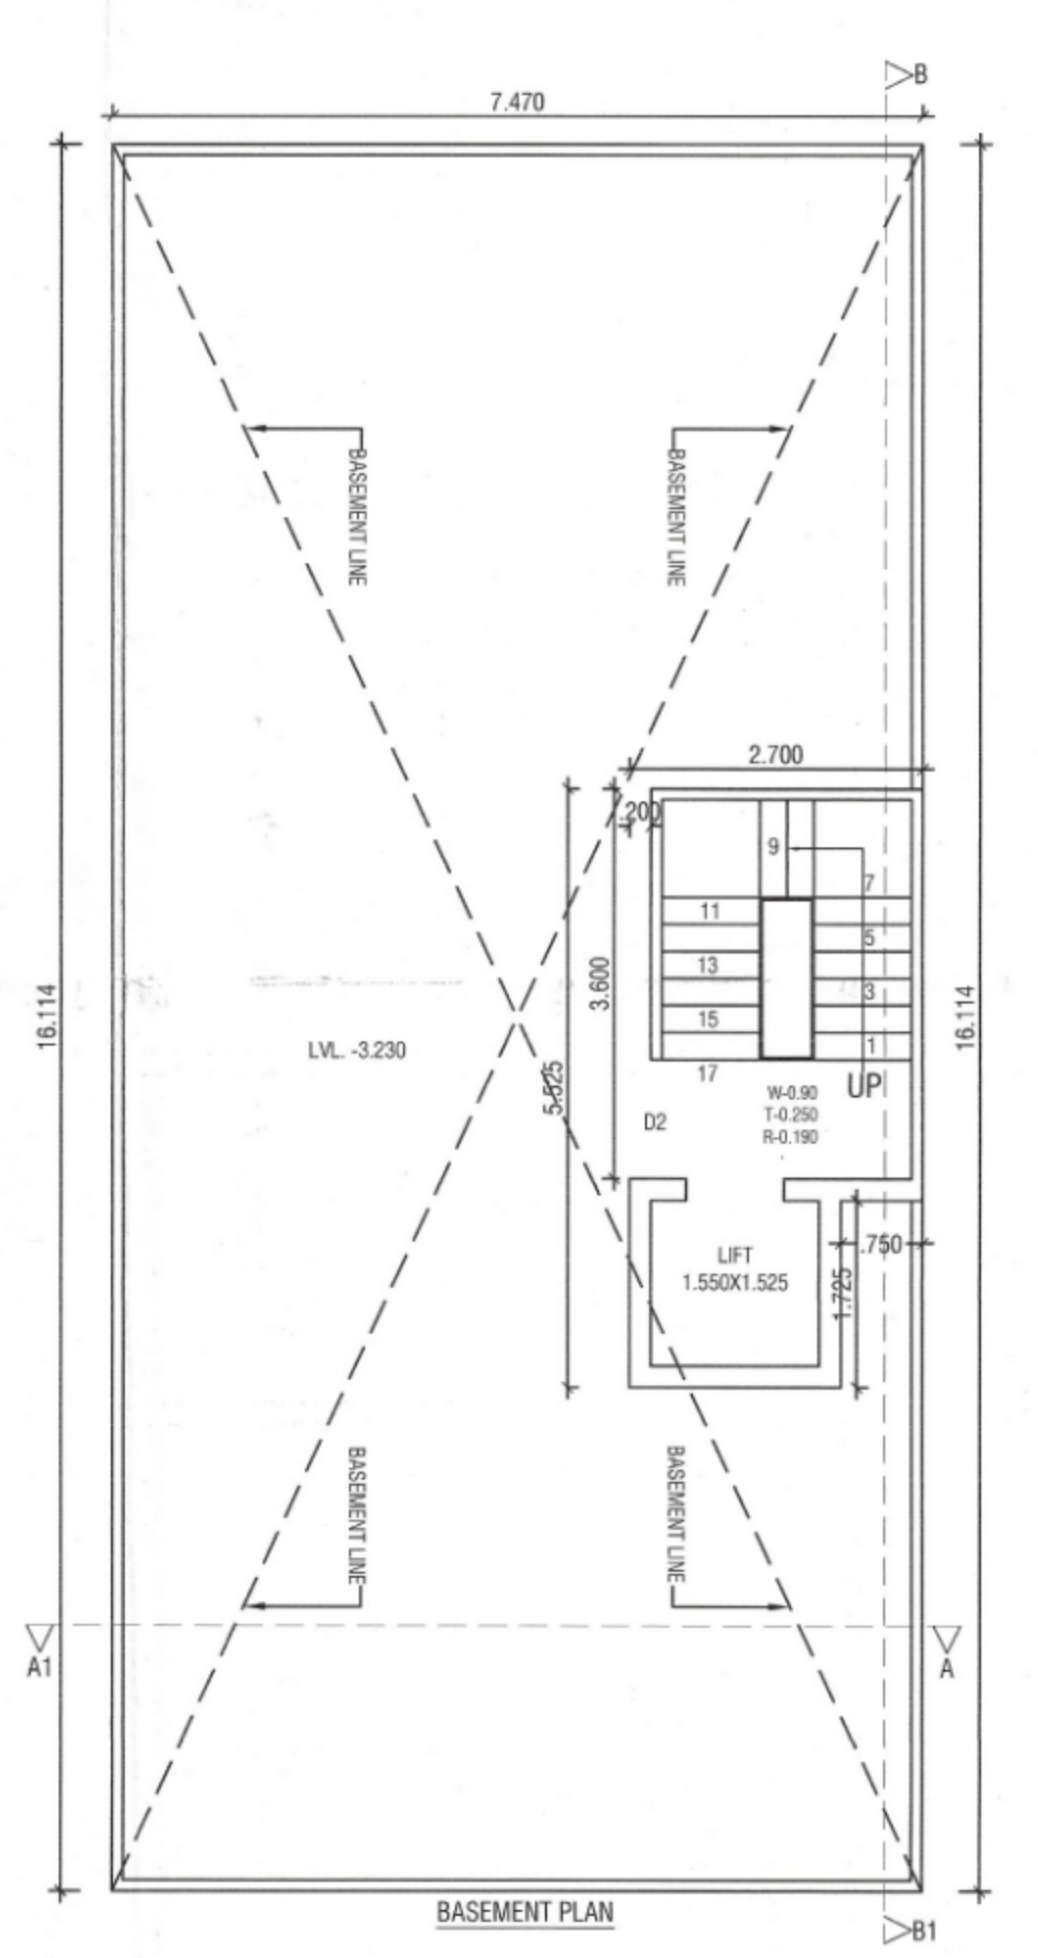 B
7.470
BASEMENT LINE
BASEMENT LINE
2.700
.200
9
7
11
5
3.600
13
3
16.114
16.114
15
1
LVL. -3.230
5.525
17
UP
W-0.90
T-0.250
R-0.190
D2
.750
LIFT
1.550X1.525
1.725
BASEMENT LINE
BASEMENT LINE
A1
A
BASEMENT PLAN
B1